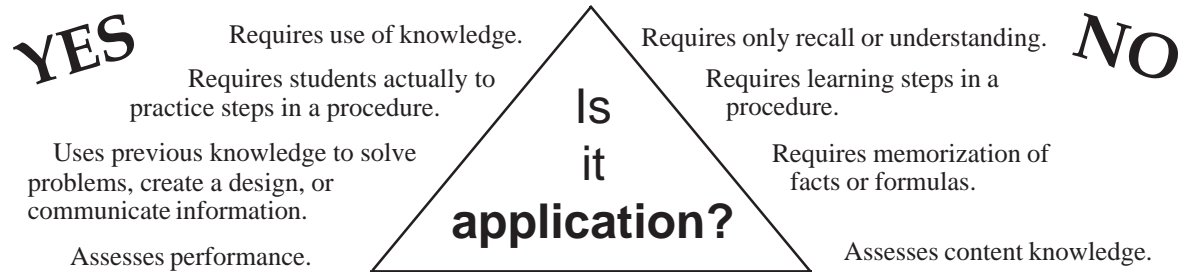 YES
Requires use of knowledge.
Requires students actually to
practice steps in a procedure.
Uses previous knowledge to solve
problems, create a design, or
communicate information.
Assesses performance.
Is
it
application?
NO
Requires only recall or understanding.
Requires learning steps in a
procedure.
Requires memorization of
facts or formulas.
Assesses content knowledge.